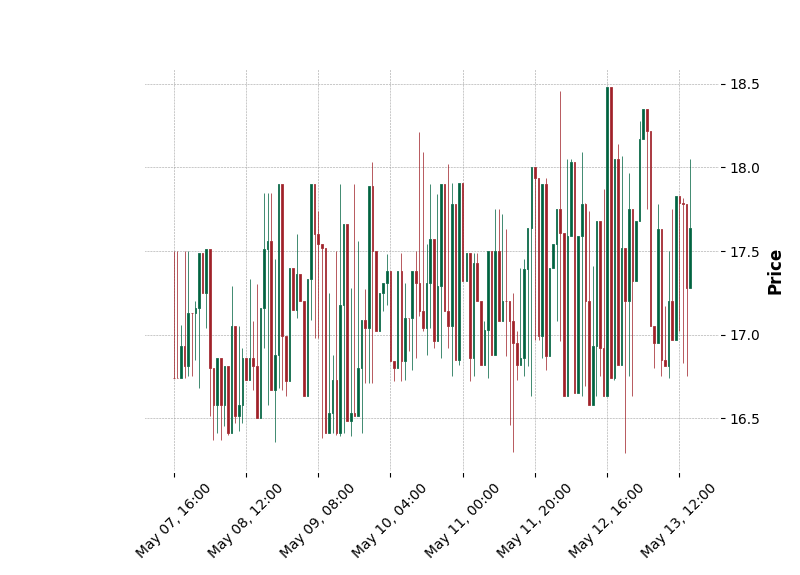 18.5
18.0
17.5
17.0
16.5
Price
May 07, 16:00
May 08, 12:00
May 09, 08:00
May 10, 04:00
May 11, 00:00
May 11, 20:00
May 12, 16:00
May 13, 12:00